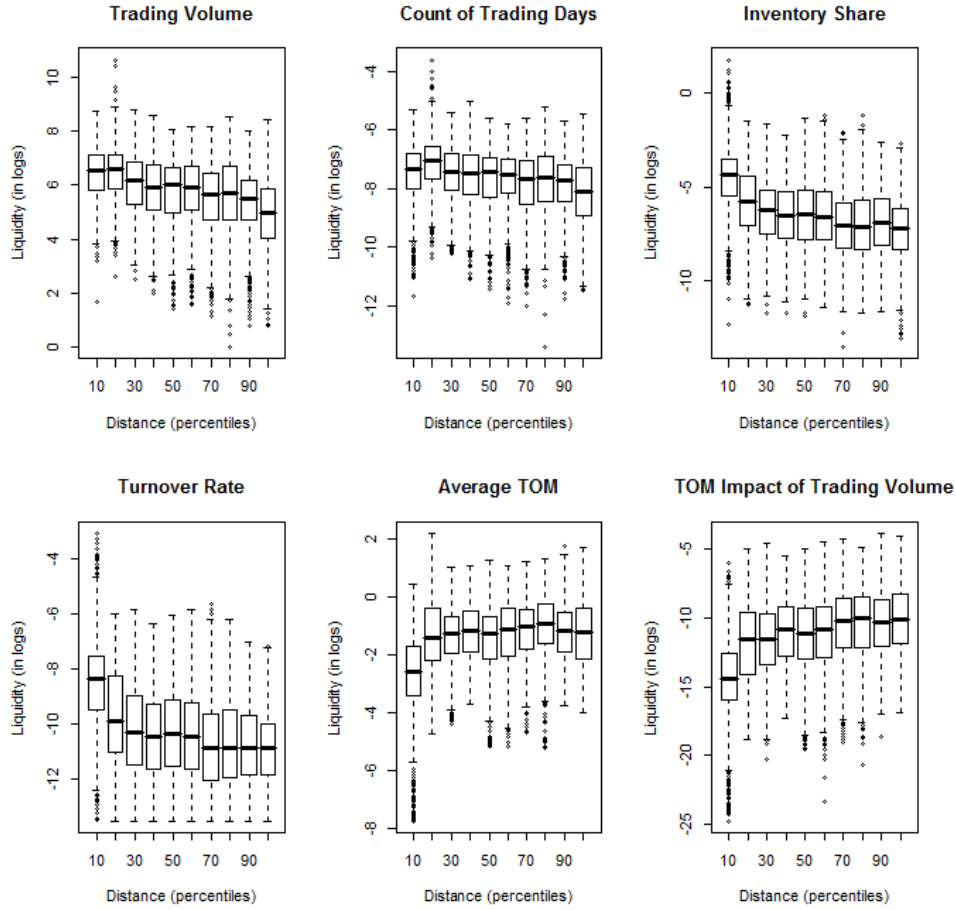 Trading Volume
Liquidity (in logs)
10
8
6
4
2
0
10 30 50 70 90
Distance (percentiles)
Count of Trading Days
Liquidity (in logs)
-4
-6
-8
-10
-12
10 30 50 70 90
Distance (percentiles)
Inventory Share
Liquidity (in logs)
0
-5
-10
10 30 50 70 90
Distance (percentiles)
Turnover Rate
Liquidity (in logs)
-4
-6
-8
-10
-12
10 30 50 70 90
Distance (percentiles)
Average TOM
Liquidity (in logs)
2
0
-2
-4
-6
-8
10 30 50 70 90
Distance (percentiles)
TOM Impact of Trading Volume
Liquidity (in logs)
-5
-10
-15
-20
-25
10 30 50 70 90
Distance (percentiles)